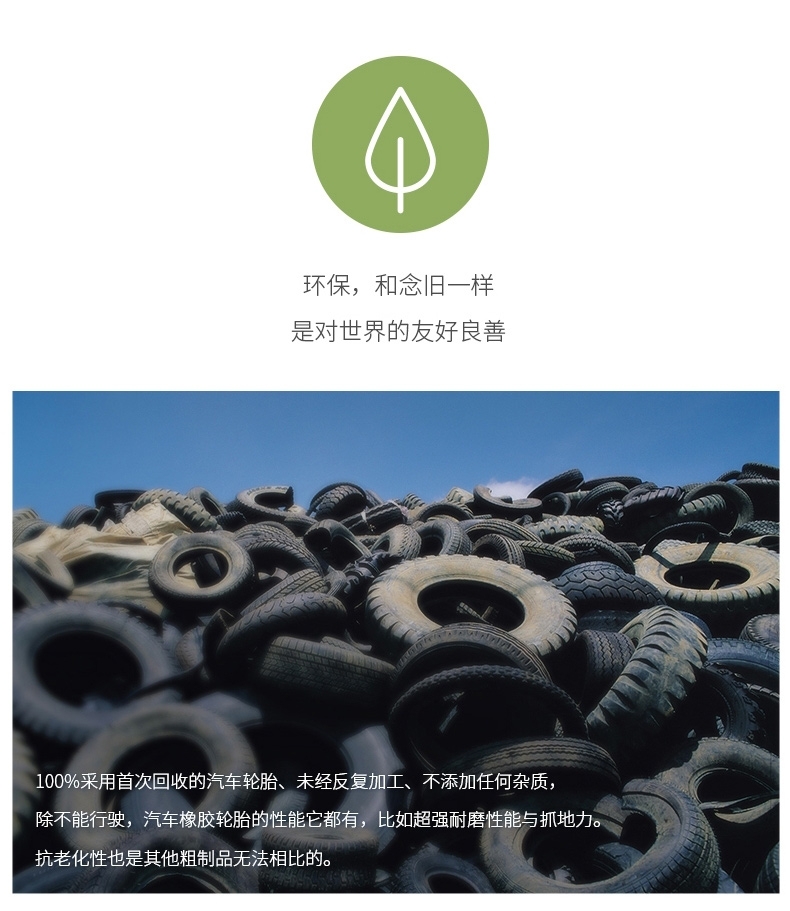 环保，和念旧一样
是对世界的友好良善
100%采用首次回收的汽车轮胎、未经反复加工、不添加任何杂质，
除不能行驶，汽车橡胶轮胎的性能它都有，比如超强耐磨性能与抓地力。
抗老化性也是其他粗制品无法相比的。